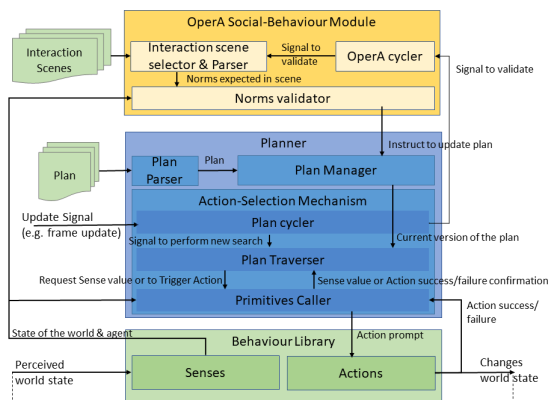 OperA Social-Behaviour Module
Interaction
Scenes
Interaction scene
selector & Parser
Signal to
validate
OperA cycler
Signal to validate
Norms expected in scene
Norms validator
Instruct to update plan
Planner
Plan
Plan
Parser
Plan
Plan Manager
Action-Selection Mechanism
Update Signal
(e.g. frame update)
Plan cycler
Signal to perform new search
Current version of the plan
Plan Traverser
Request Sense value or to Trigger Action
Sense value or Action success/failure confirmation
Primitives Caller
Action success/
failure
State of the world & agent
Action prompt
Behaviour Library
Perceived
world state
Senses
Actions
Changes
world state